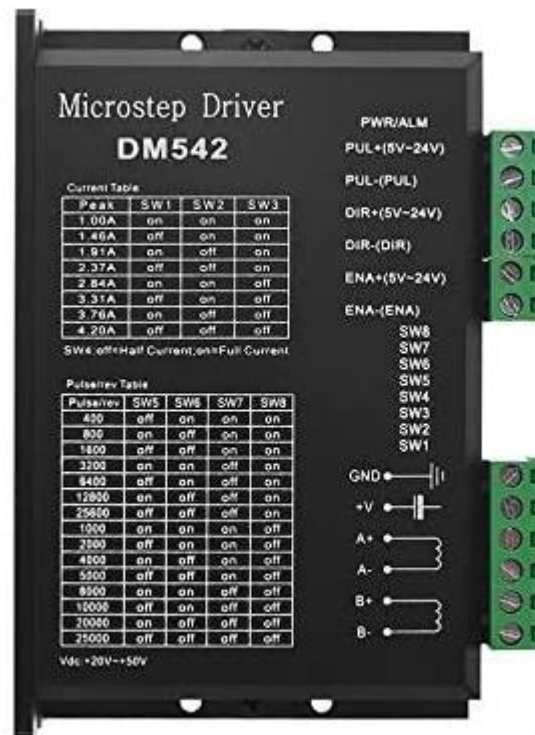 Microstep Driver
DM542
Current Table
Peak SW1 SW2 SW3
1.00A on on on
1.46A off on on
1.91A on off on
2.37A off off on
2.84A on on off
3.31A off on off
3.76A on off off
4.20A off off off
SW4:off=Half Current;on=Full Current
Pulse/rev Table
Pulse/rev SW5 SW6 SW7 SW8
400 off on on on
800 on off on on
1600 off off on on
3200 on on off on
6400 off on off on
12800 on off off on
25600 off off off on
1000 on on on off
2000 off on on off
4000 on off on off
5000 off off on off
8000 on on off off
10000 off on off off
20000 on off off off
25000 off off off off
Vdc:+20V~+50V
PWR/ALM
PUL+(5V~24V)
PUL-(PUL)
DIR+(5V~24V)
DIR-(DIR)
ENA+(5V~24V)
ENA-(ENA)
SW8
SW7
SW6
SW5
SW4
SW3
SW2
SW1
GND
+V
A+
A-
B+
B-